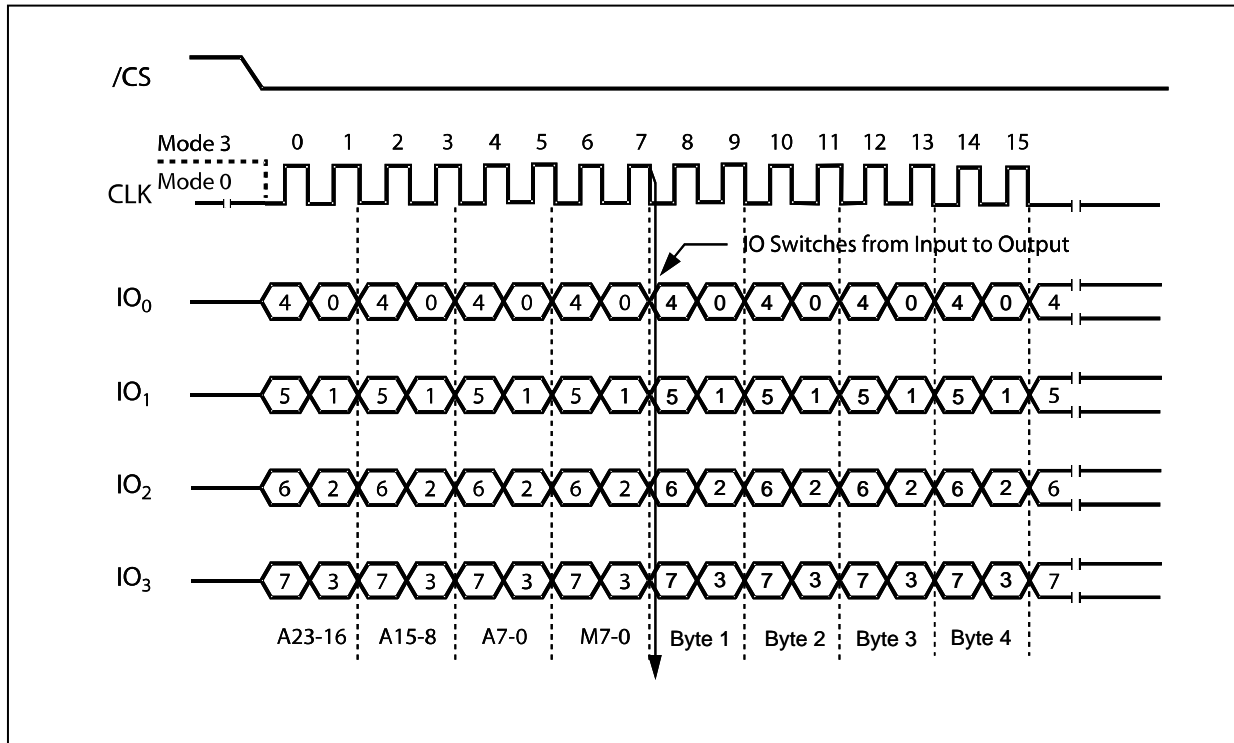 /CS
Mode 3
0 1 2 3 4 5 6 7 8 9 10 11 12 13 14 15
Mode 0
CLK
IO Switches from Input to Output
IO0 4 0 4 0 4 0 4 0 4 0 4 0 4 0 4 0 4
IO1 5 1 5 1 5 1 5 1 5 1 5 1 5 1 5 1 5
IO2 6 2 6 2 6 2 6 2 6 2 6 2 6 2 6 2 6
IO3 7 3 7 3 7 3 7 3 7 3 7 3 7 3 7 3 7
A23-16 A15-8 A7-0 M7-0 Byte 1 Byte 2 Byte 3 Byte 4